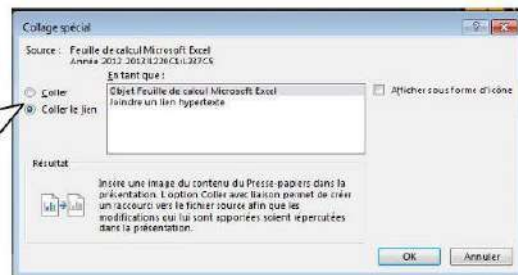 Collage spécial
Source : Feuille de calcul Microsoft Excel
Année 2012-2013!L220C1:L237C5
En tant que :
Coller
Coller le lien
Objet Feuille de calcul Microsoft Excel
Joindre un lien hypertexte
Afficher sous forme d'icône
Résultat
Insère une image du contenu du Presse-papiers dans la
présentation. L'option Coller avec liaison permet de créer
un raccourci vers le fichier source afin que les
modifications qui lui sont apportées soient répercutées
dans la présentation.
OK
Annuler